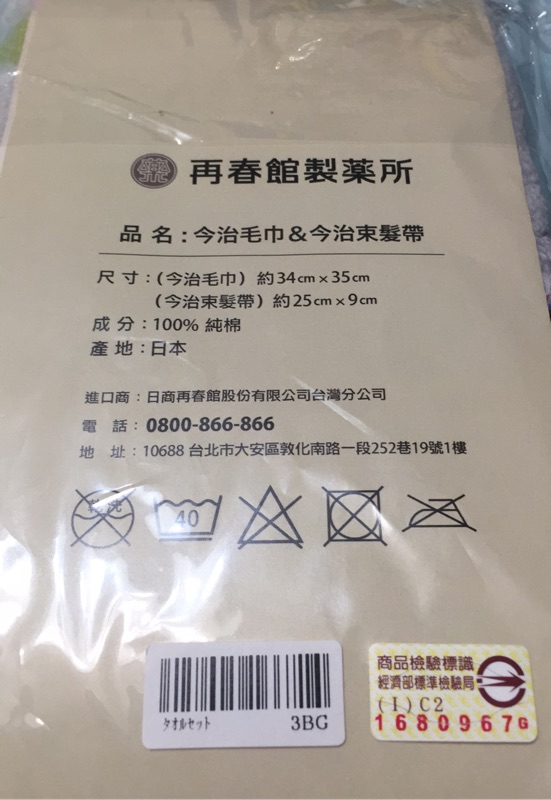 再春館製薬所
品名:今治毛巾&今治束髮帶
尺寸:(今治毛巾)約34cm×35cm
(今治束髮帶)約25cm×9cm
成分:100% 純棉
產地:日本
進口商:日商再春館股份有限公司台灣分公司
電話:0800-866-866
地址:10688 台北市大安區敦化南路一段252巷19號1樓
乾洗
40
タオルセット 3BG
商品檢驗標識
經濟部標準檢驗局
(I)C2
1680967G